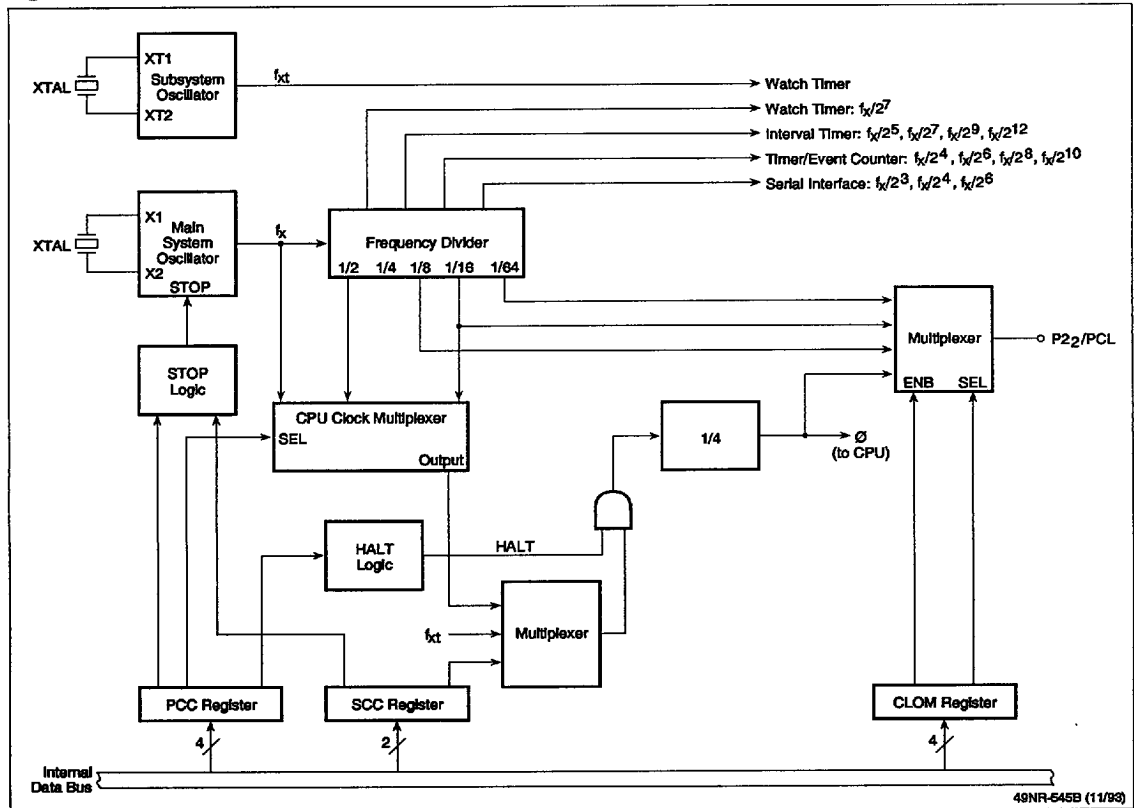 XT1
XTAL
Subsystem
Oscillator
XT2
fxt
Watch Timer
Watch Timer: fx/2^7
Interval Timer: fx/2^5, fx/2^7, fx/2^9, fx/2^12
Timer/Event Counter: fx/2^4, fx/2^6, fx/2^8, fx/2^10
Serial Interface: fx/2^3, fx/2^4, fx/2^6
X1
XTAL
Main
System
Oscillator
X2
STOP
fx
Frequency Divider
1/2 1/4 1/8 1/16 1/64
Multiplexer
ENB SEL
P2₂/PCL
STOP
Logic
CPU Clock Multiplexer
SEL
Output
1/4
Ø
(to CPU)
HALT
Logic
HALT
fxt
Multiplexer
PCC Register
SCC Register
CLOM Register
4
2
4
Internal
Data Bus
49NR-545B (11/93)